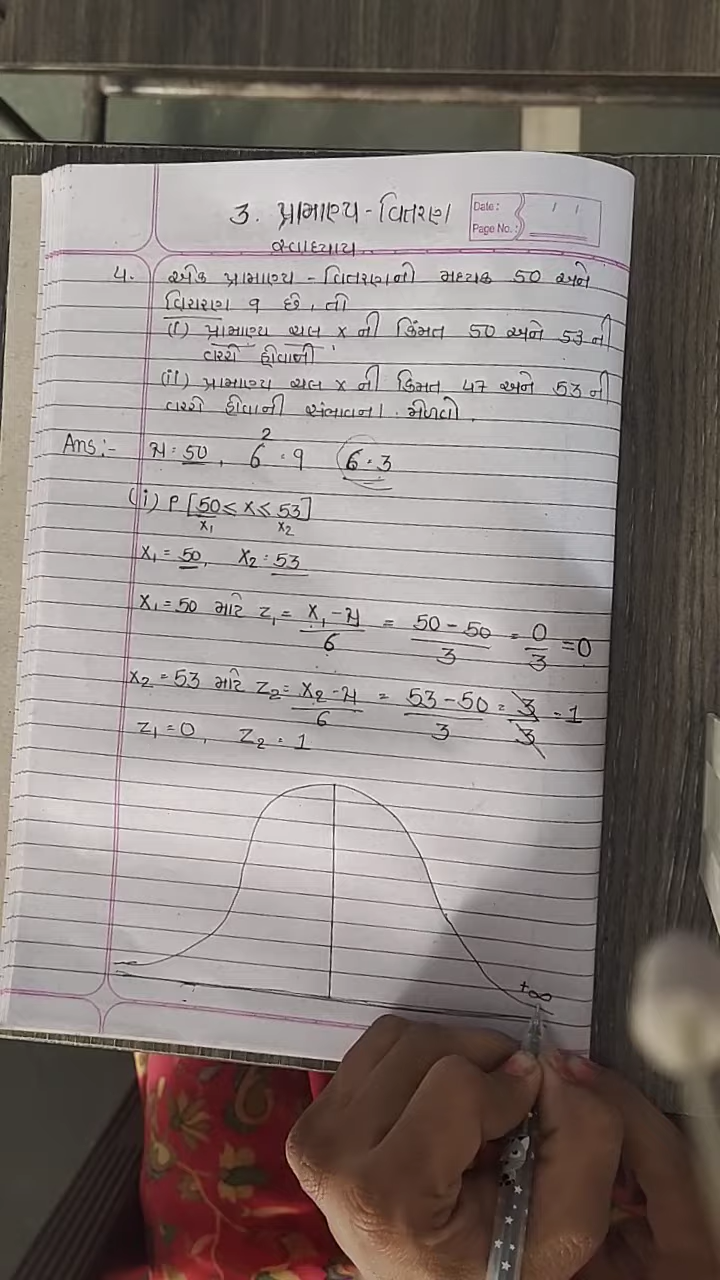 3. પ્રામાણ્ય - વિતરણ
Date: / /
Page No.:
સ્વાધ્યાય
4. એક પ્રામાણ્ય - વિતરણનો મધ્યક 50 અને
વિચરણ 9 છે, તો
(i) પ્રામાણ્ય ચલ x ની કિંમત 50 અને 53 ની
વચ્ચે હોવાની
(ii) પ્રામાણ્ય ચલ x ની કિંમત 47 અને 53 ની
વચ્ચે હોવાની સંભાવના મેળવો.
Ans:- μ = 50, σ² = 9 σ = 3
(i) P [50 ≤ x ≤ 53]
x₁ x₂
x₁ = 50, x₂ = 53
x₁ = 50 માટે z₁ = x₁ - μ / σ = 50 - 50 / 3 = 0 / 3 = 0
x₂ = 53 માટે z₂ = x₂ - μ / σ = 53 - 50 / 3 = 3 / 3 = 1
z₁ = 0, z₂ = 1
+∞